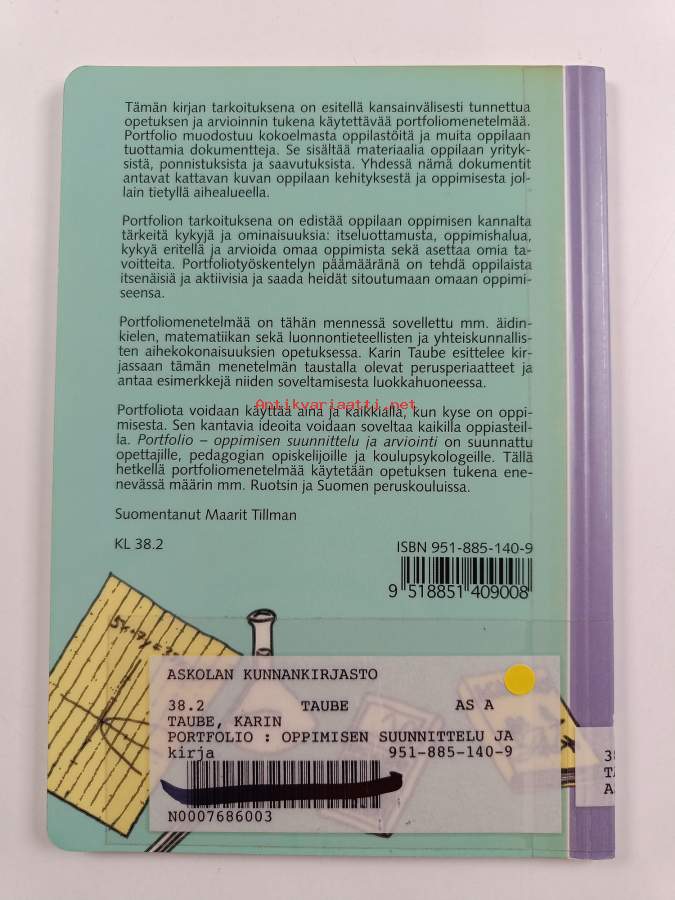 Tämän kirjan tarkoituksena on esitellä kansainvälisesti tunnettua
opetuksen ja arvioinnin tukena käytettävää portfoliomenetelmää.
Portfolio muodostuu kokoelmasta oppilastöitä ja muita oppilaan
tuottamia dokumentteja. Se sisältää materiaalia oppilaan yrityk-
sistä, ponnistuksista ja saavutuksista. Yhdessä nämä dokumentit
antavat kattavan kuvan oppilaan kehityksestä ja oppimisesta jol-
lain tietyllä aihealueella.
Portfolion tarkoituksena on edistää oppilaan oppimisen kannalta
tärkeitä kykyjä ja ominaisuuksia: itseluottamusta, oppimishalua,
kykyä eritellä ja arvioida omaa oppimista sekä asettaa omia ta-
voitteita. Portfoliotyöskentelyn päämääränä on tehdä oppilaista
itsenäisiä ja aktiivisia ja saada heidät sitoutumaan omaan oppimi-
seensa.
Portfoliomenetelmää on tähän mennessä sovellettu mm. äidin-
kielen, matematiikan sekä luonnontieteellisten ja yhteiskunnallis-
ten aihekokonaisuuksien opetuksessa. Karin Taube esittelee kir-
jassaan tämän menetelmän taustalla olevat perusperiaatteet ja
antaa esimerkkejä niiden soveltamisesta luokkahuoneessa.
Antikvariaatti.net
Portfoliota voidaan käyttää aina ja kaikkialla, kun kyse on oppi-
misesta. Sen kantavia ideoita voidaan soveltaa kaikilla oppiasteil-
la. Portfolio – oppimisen suunnittelu ja arviointi on suunnattu
opettajille, pedagogian opiskelijoille ja koulupsykologeille. Tällä
hetkellä portfoliomenetelmää käytetään opetuksen tukena ene-
nevässä määrin mm. Ruotsin ja Suomen peruskouluissa.
Suomentanut Maarit Tillman
KL 38.2
ISBN 951-885-140-9
9 518851 409008
ASKOLAN KUNNANKIRJASTO
38.2 TAUBE AS A
TAUBE, KARIN
PORTFOLIO : OPPIMISEN SUUNNITTELU JA
kirja 951-885-140-9
N0007686003